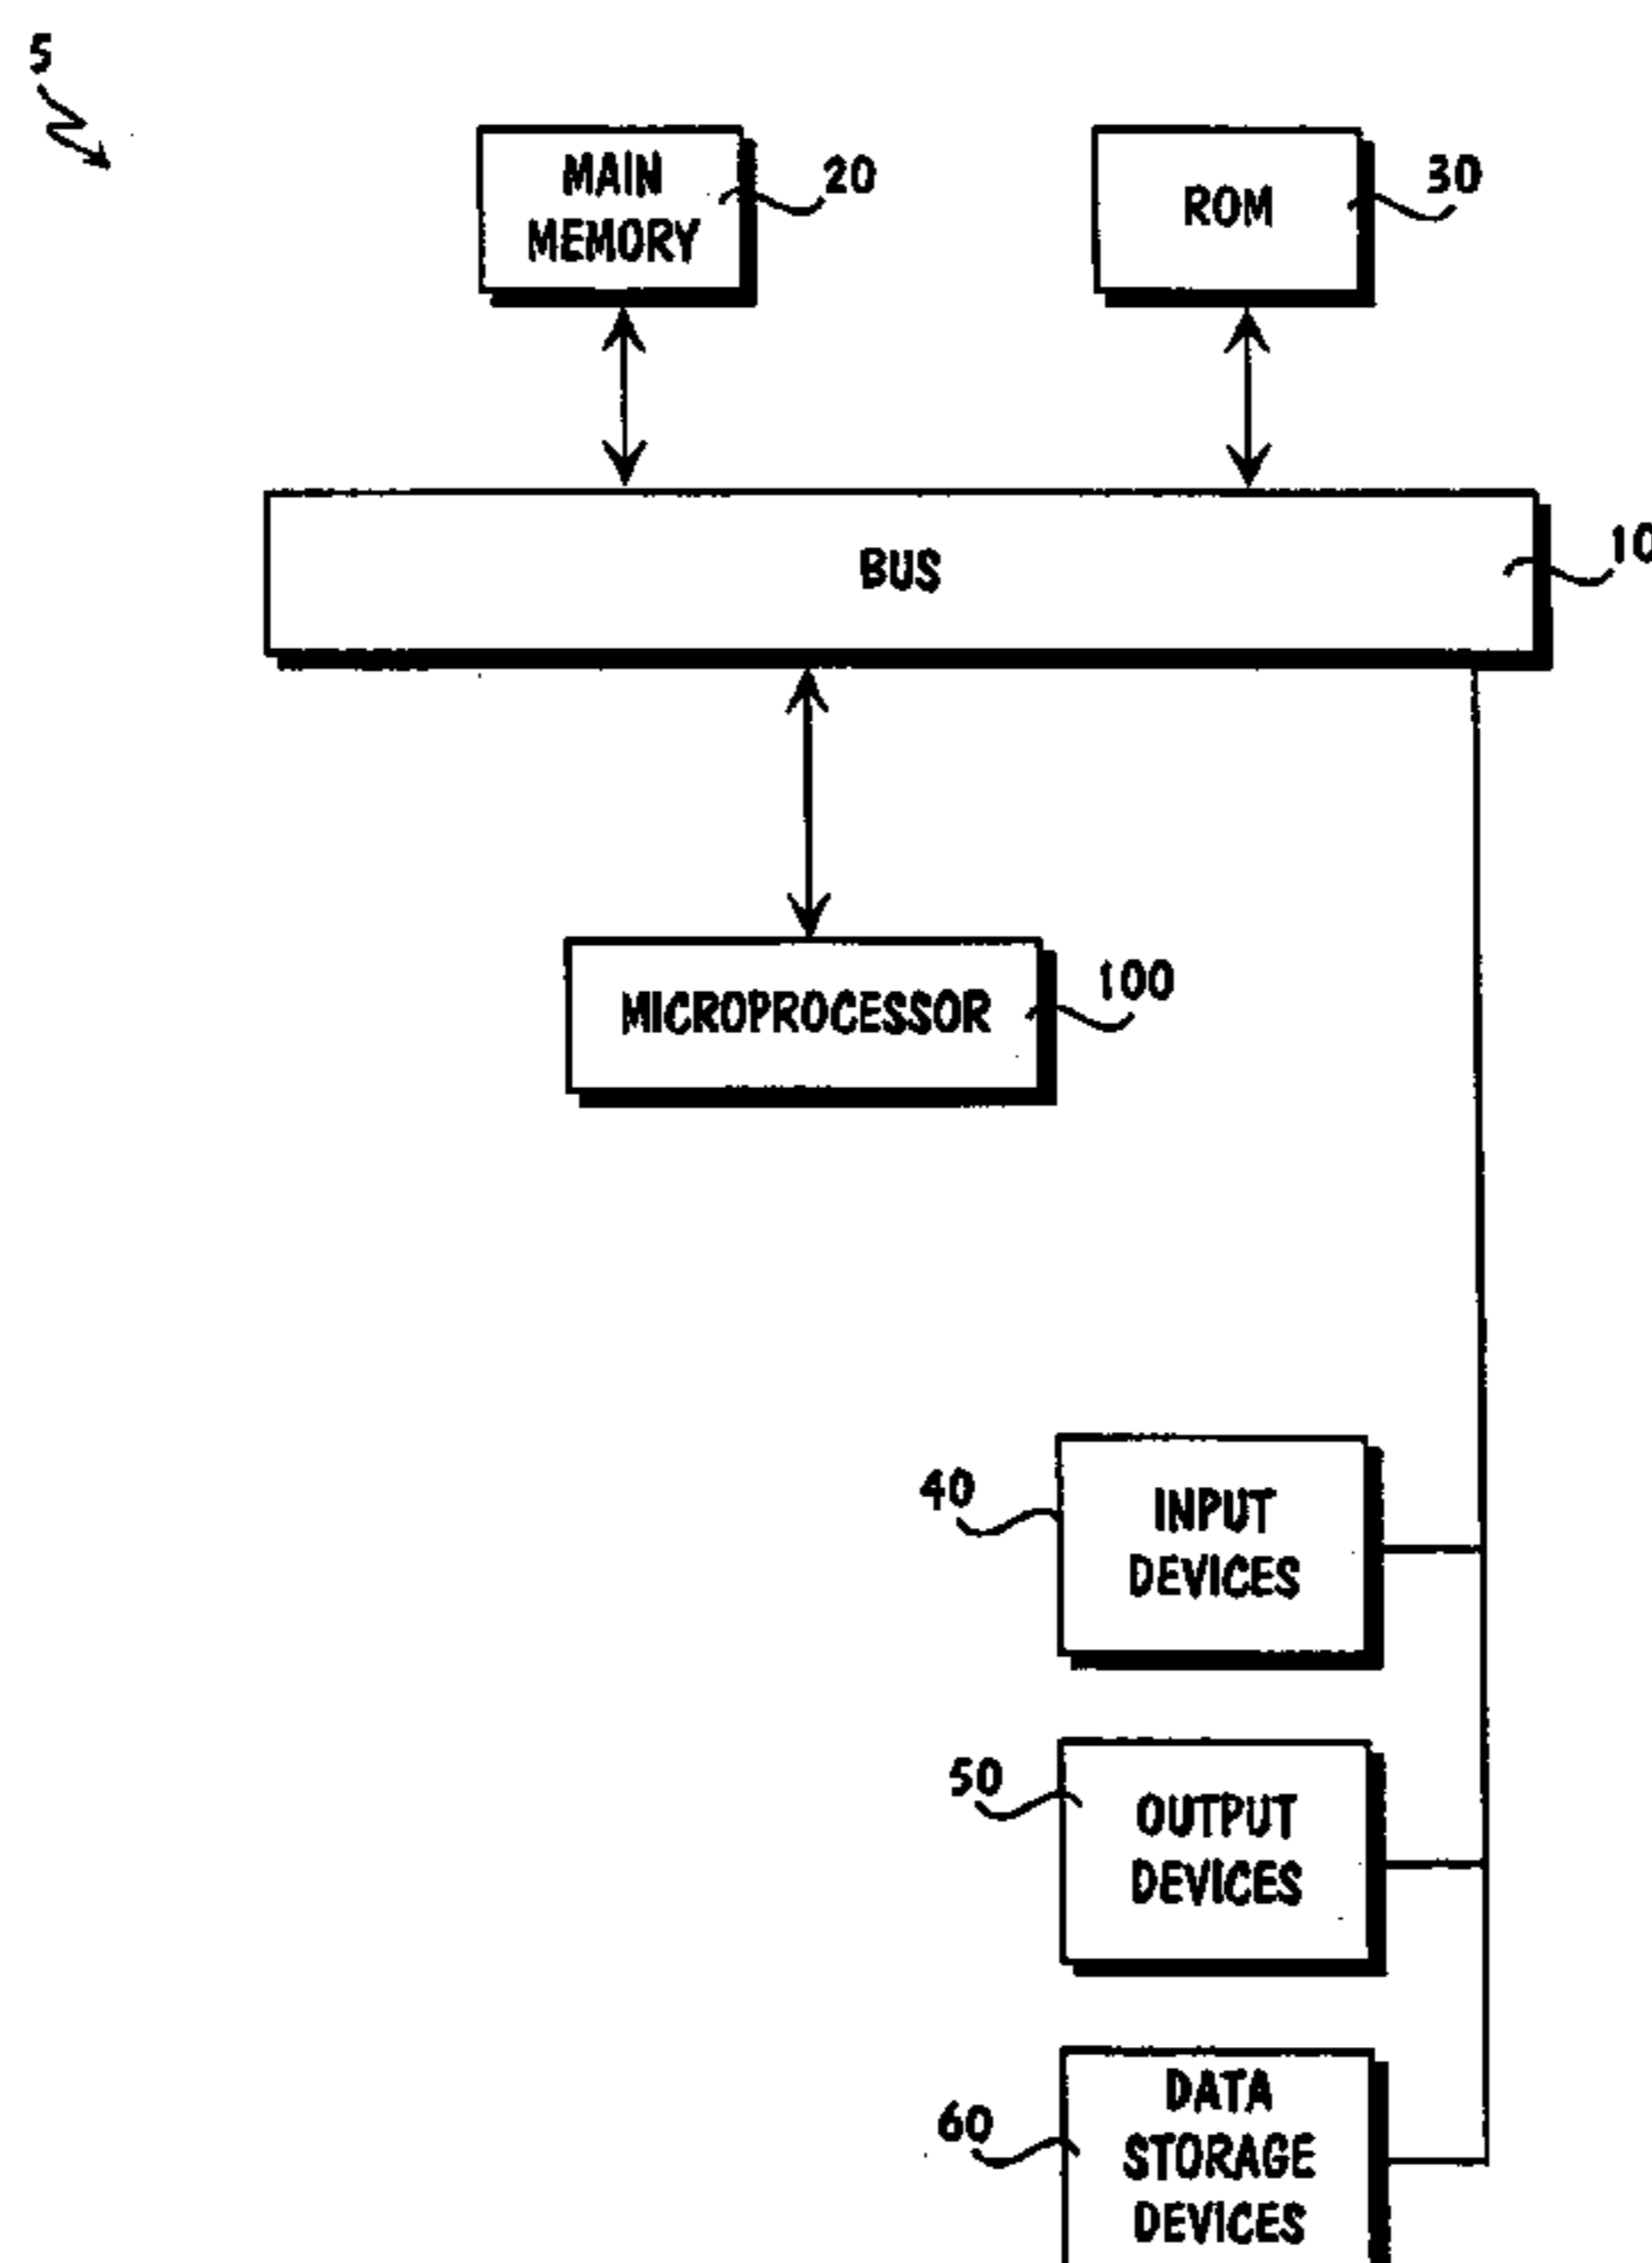 5
MAIN
MEMORY
20
ROM
30
BUS
10
MICROPROCESSOR
100
40
INPUT
DEVICES
50
OUTPUT
DEVICES
60
DATA
STORAGE
DEVICES